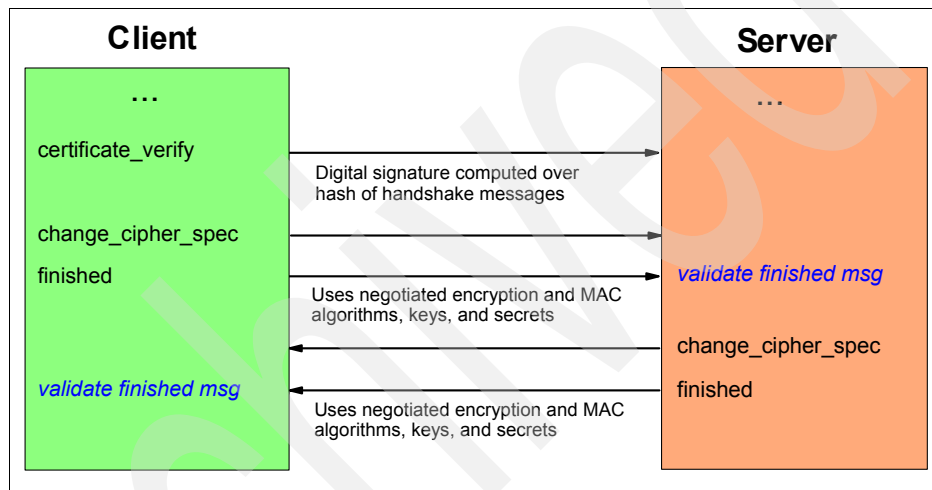 Client
Server
...
...
certificate_verify
Digital signature computed over
hash of handshake messages
change_cipher_spec
finished
validate finished msg
Uses negotiated encryption and MAC
algorithms, keys, and secrets
change_cipher_spec
validate finished msg
finished
Uses negotiated encryption and MAC
algorithms, keys, and secrets